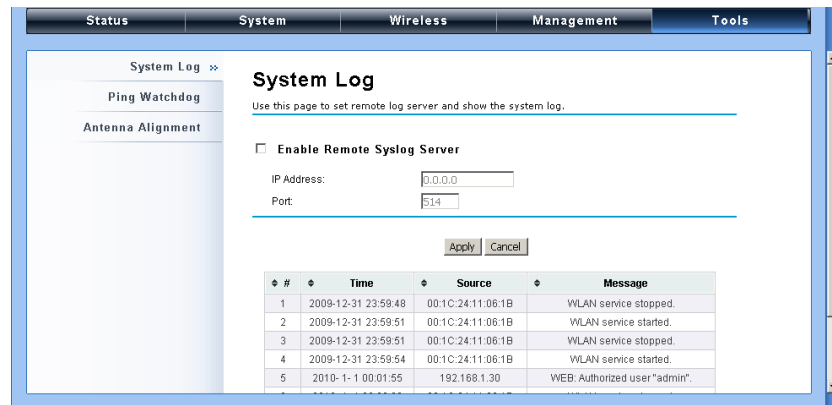 Status System Wireless Management Tools
System Log »
Ping Watchdog
Antenna Alignment
System Log
Use this page to set remote log server and show the system log.
Enable Remote Syslog Server
IP Address: 0.0.0.0
Port: 514
Apply Cancel
# Time Source Message
1 2009-12-31 23:59:48 00:1C:24:11:06:1B WLAN service stopped.
2 2009-12-31 23:59:51 00:1C:24:11:06:1B WLAN service started.
3 2009-12-31 23:59:51 00:1C:24:11:06:1B WLAN service stopped.
4 2009-12-31 23:59:54 00:1C:24:11:06:1B WLAN service started.
5 2010- 1- 1 00:01:55 192.168.1.30 WEB: Authorized user "admin".